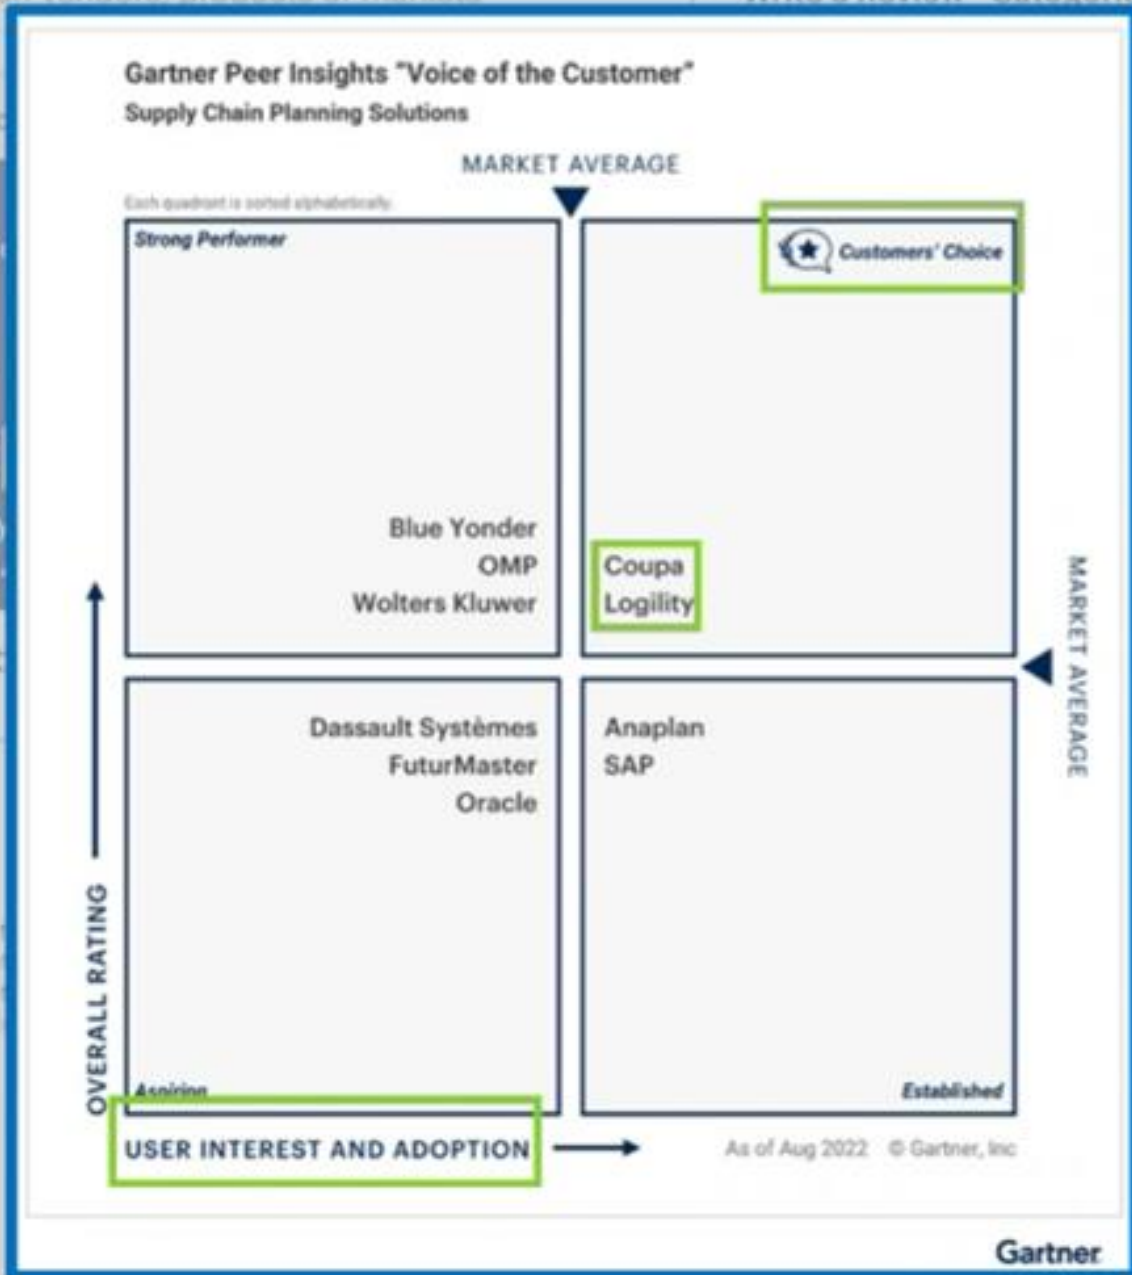 Gartner Peer Insights “Voice of the Customer”
Supply Chain Planning Solutions
MARKET AVERAGE
Each quadrant is sorted alphabetically.
Strong Performer
Customers’ Choice
Blue Yonder
OMP
Wolters Kluwer
Coupa
Logility
MARKET AVERAGE
Dassault Systèmes
FuturMaster
Oracle
Anaplan
SAP
OVERALL RATING
Aspiring
Established
USER INTEREST AND ADOPTION
As of Aug 2022 © Gartner, Inc
Gartner